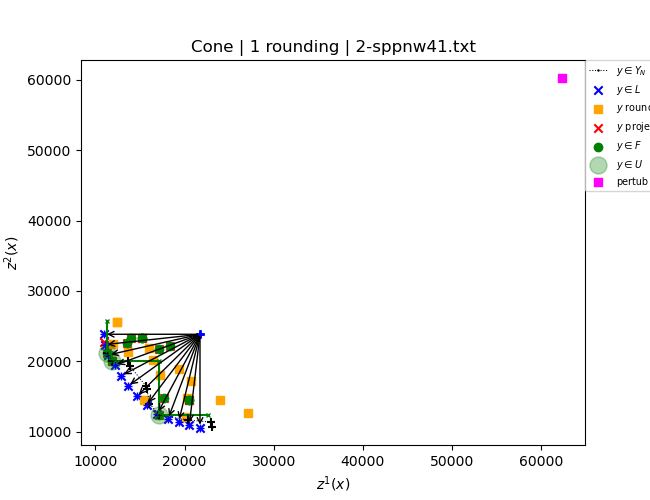 Cone | 1 rounding | 2-sppnw41.txt
z²(x)
60000
50000
40000
30000
20000
10000
10000 20000 30000 40000 50000 60000
z¹(x)
y ∈ Y_N
y ∈ L
y roun
y proje
y ∈ F
y ∈ U
pertub